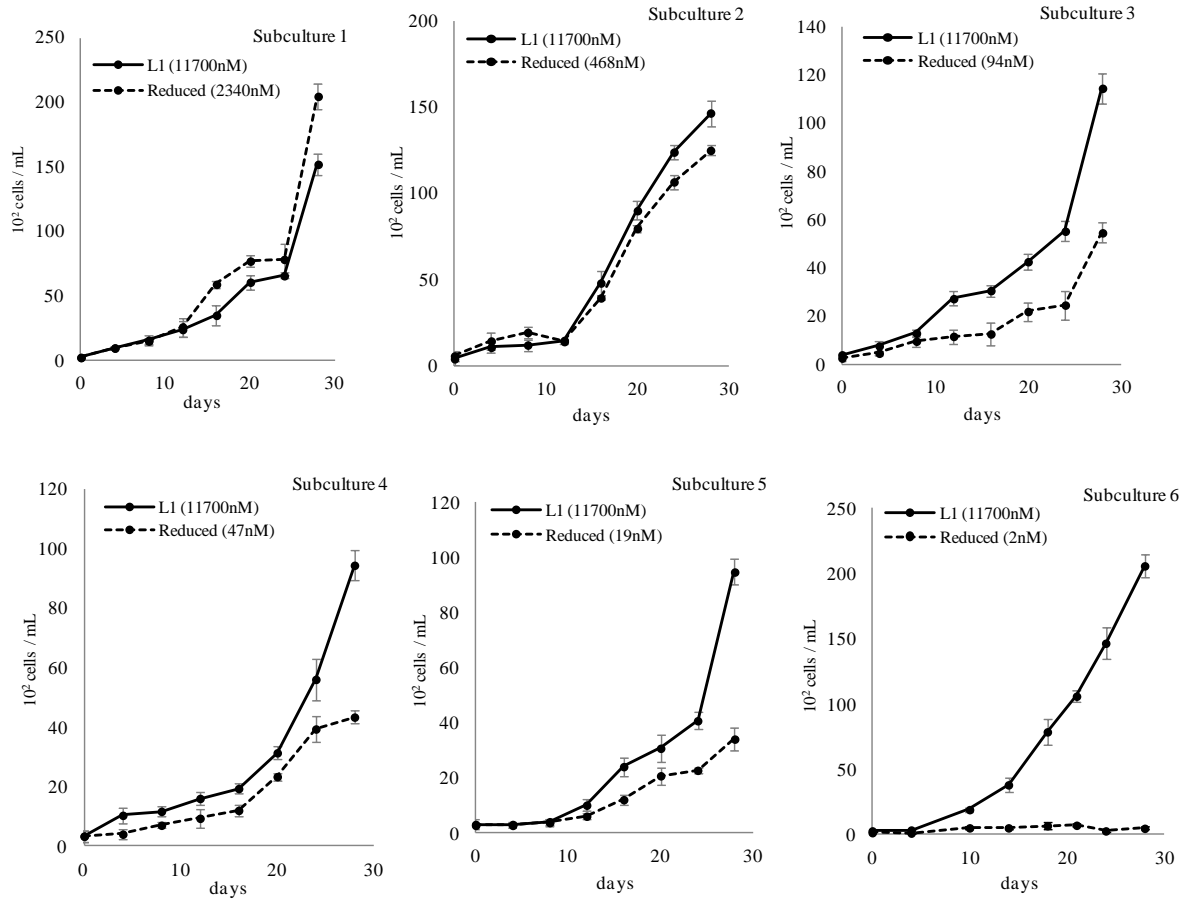 Subculture 1
L1 (11700nM)
Reduced (2340nM)
250
200
150
100
50
0
10² cells / mL
0 10 20 30
days
Subculture 2
L1 (11700nM)
Reduced (468nM)
200
150
100
50
0
10² cells / mL
0 10 20 30
days
Subculture 3
L1 (11700nM)
Reduced (94nM)
140
120
100
80
60
40
20
0
10² cells / mL
0 10 20 30
days
Subculture 4
L1 (11700nM)
Reduced (47nM)
120
100
80
60
40
20
0
10² cells / mL
0 10 20 30
days
Subculture 5
L1 (11700nM)
Reduced (19nM)
120
100
80
60
40
20
0
10² cells / mL
0 10 20 30
days
Subculture 6
L1 (11700nM)
Reduced (2nM)
250
200
150
100
50
0
10² cells / mL
0 10 20 30
days